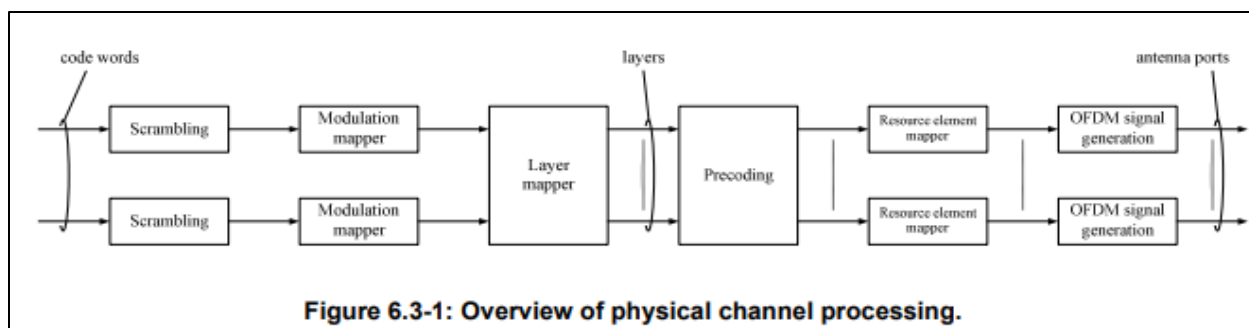 code words
layers
antenna ports
Scrambling
Modulation
mapper
Layer
mapper
Precoding
Resource element
mapper
OFDM signal
generation
Scrambling
Modulation
mapper
Resource element
mapper
OFDM signal
generation
Figure 6.3-1: Overview of physical channel processing.